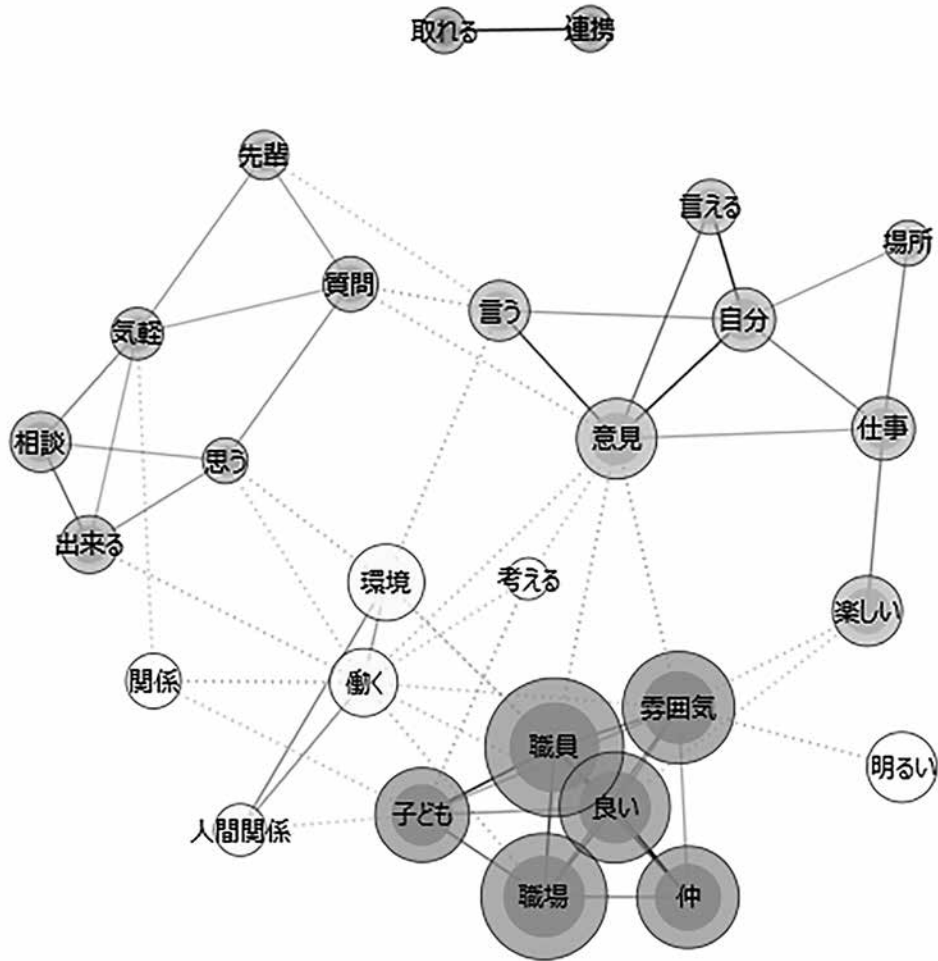 取れる
連携
先輩
言える
場所
質問
言う
自分
気軽
意見
仕事
相談
思う
出来る
環境
考える
楽しい
関係
働く
雰囲気
職員
明るい
子ども
良い
人間関係
職場
仲